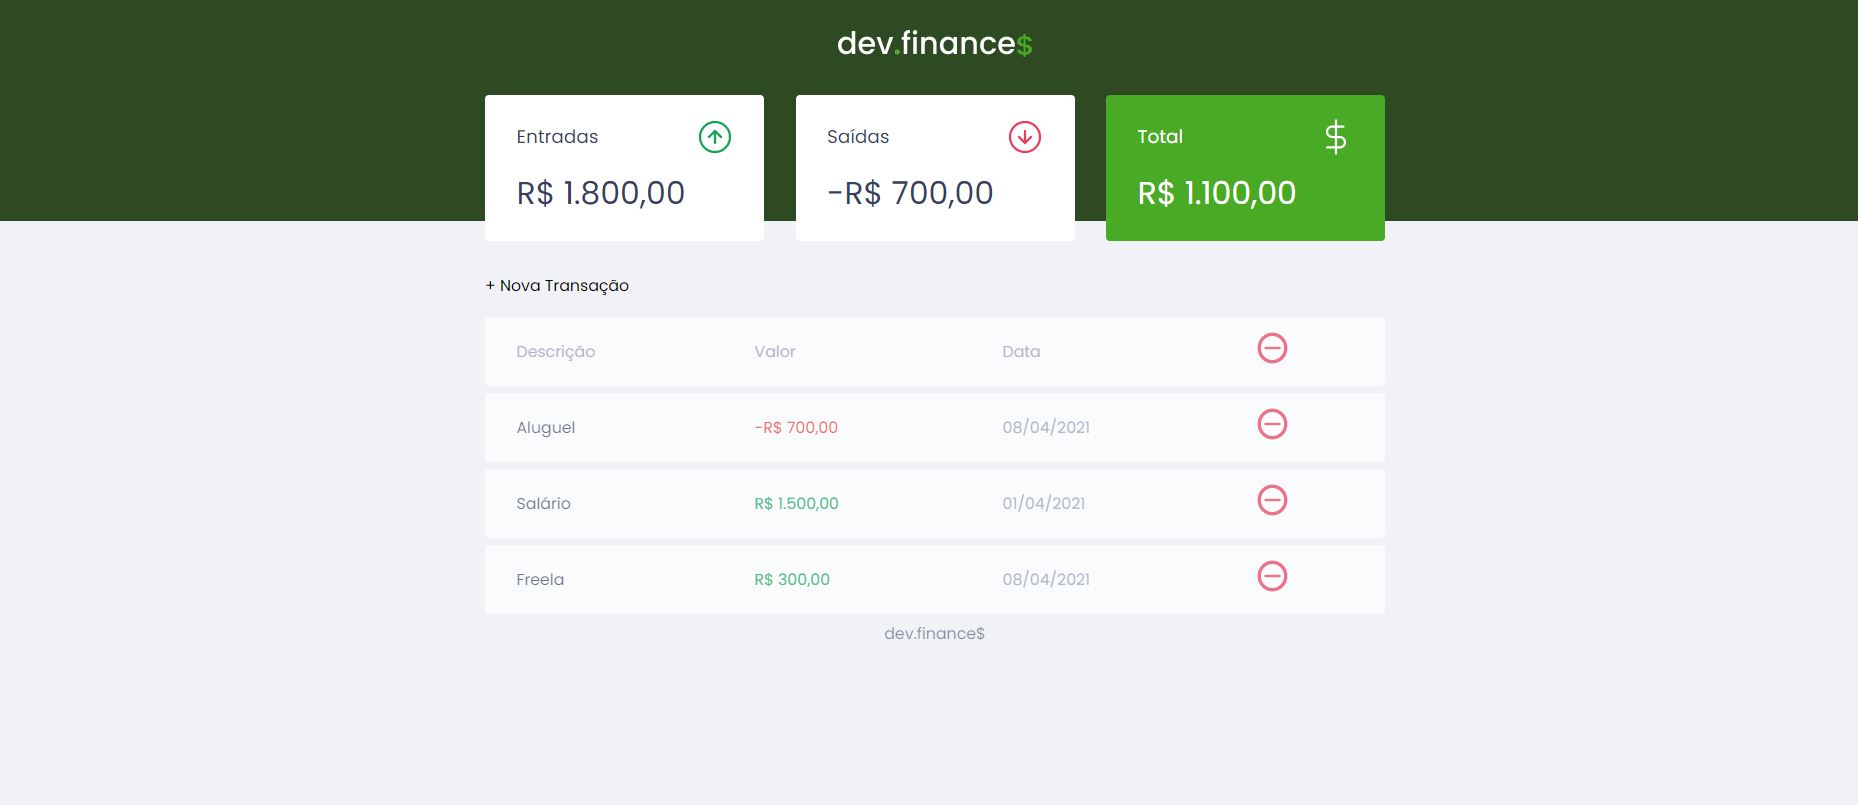 dev.finance$
Entradas
R$ 1.800,00
Saídas
-R$ 700,00
Total
$
R$ 1.100,00
+ Nova Transação
Descrição Valor Data
Aluguel -R$ 700,00 08/04/2021
Salário R$ 1.500,00 01/04/2021
Freela R$ 300,00 08/04/2021
dev.finance$